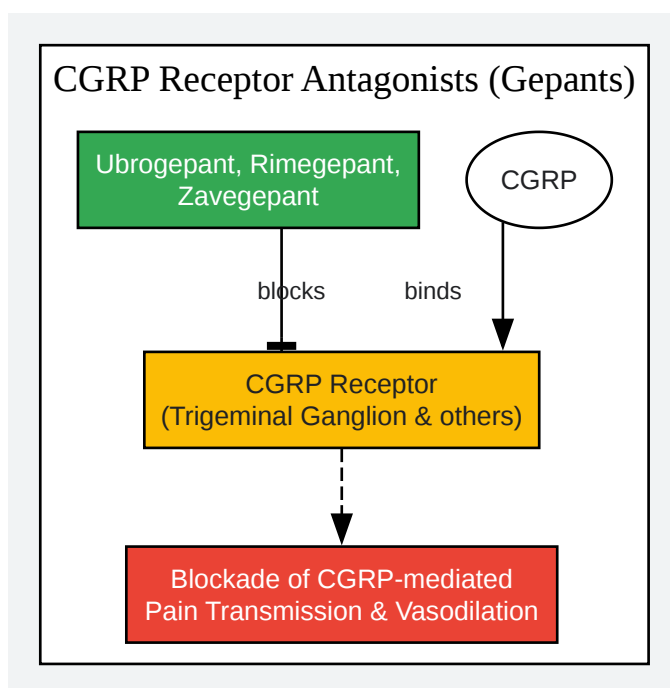 CGRP Receptor Antagonists (Gepants)
Ubrogepant, Rimegepant,
Zavegepant
CGRP
blocks
binds
CGRP Receptor
(Trigeminal Ganglion & others)
Blockade of CGRP-mediated
Pain Transmission & Vasodilation